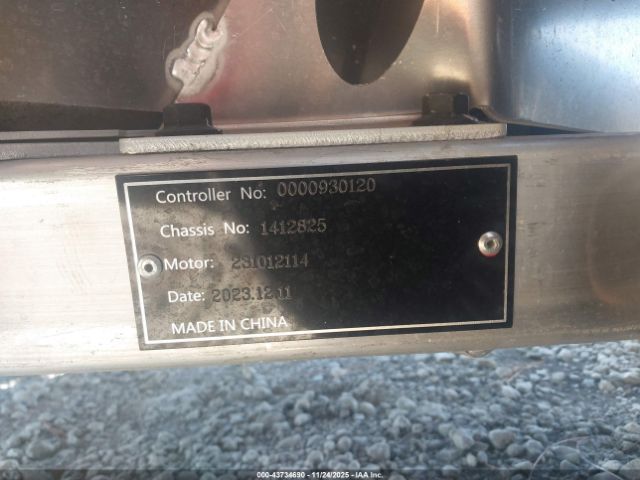 Controller No: 0000930120
Chassis No: 1412825
Motor: 231012114
Date: 2023.12.11
MADE IN CHINA
000-43734690 - 11/24/2025 - IAA Inc.